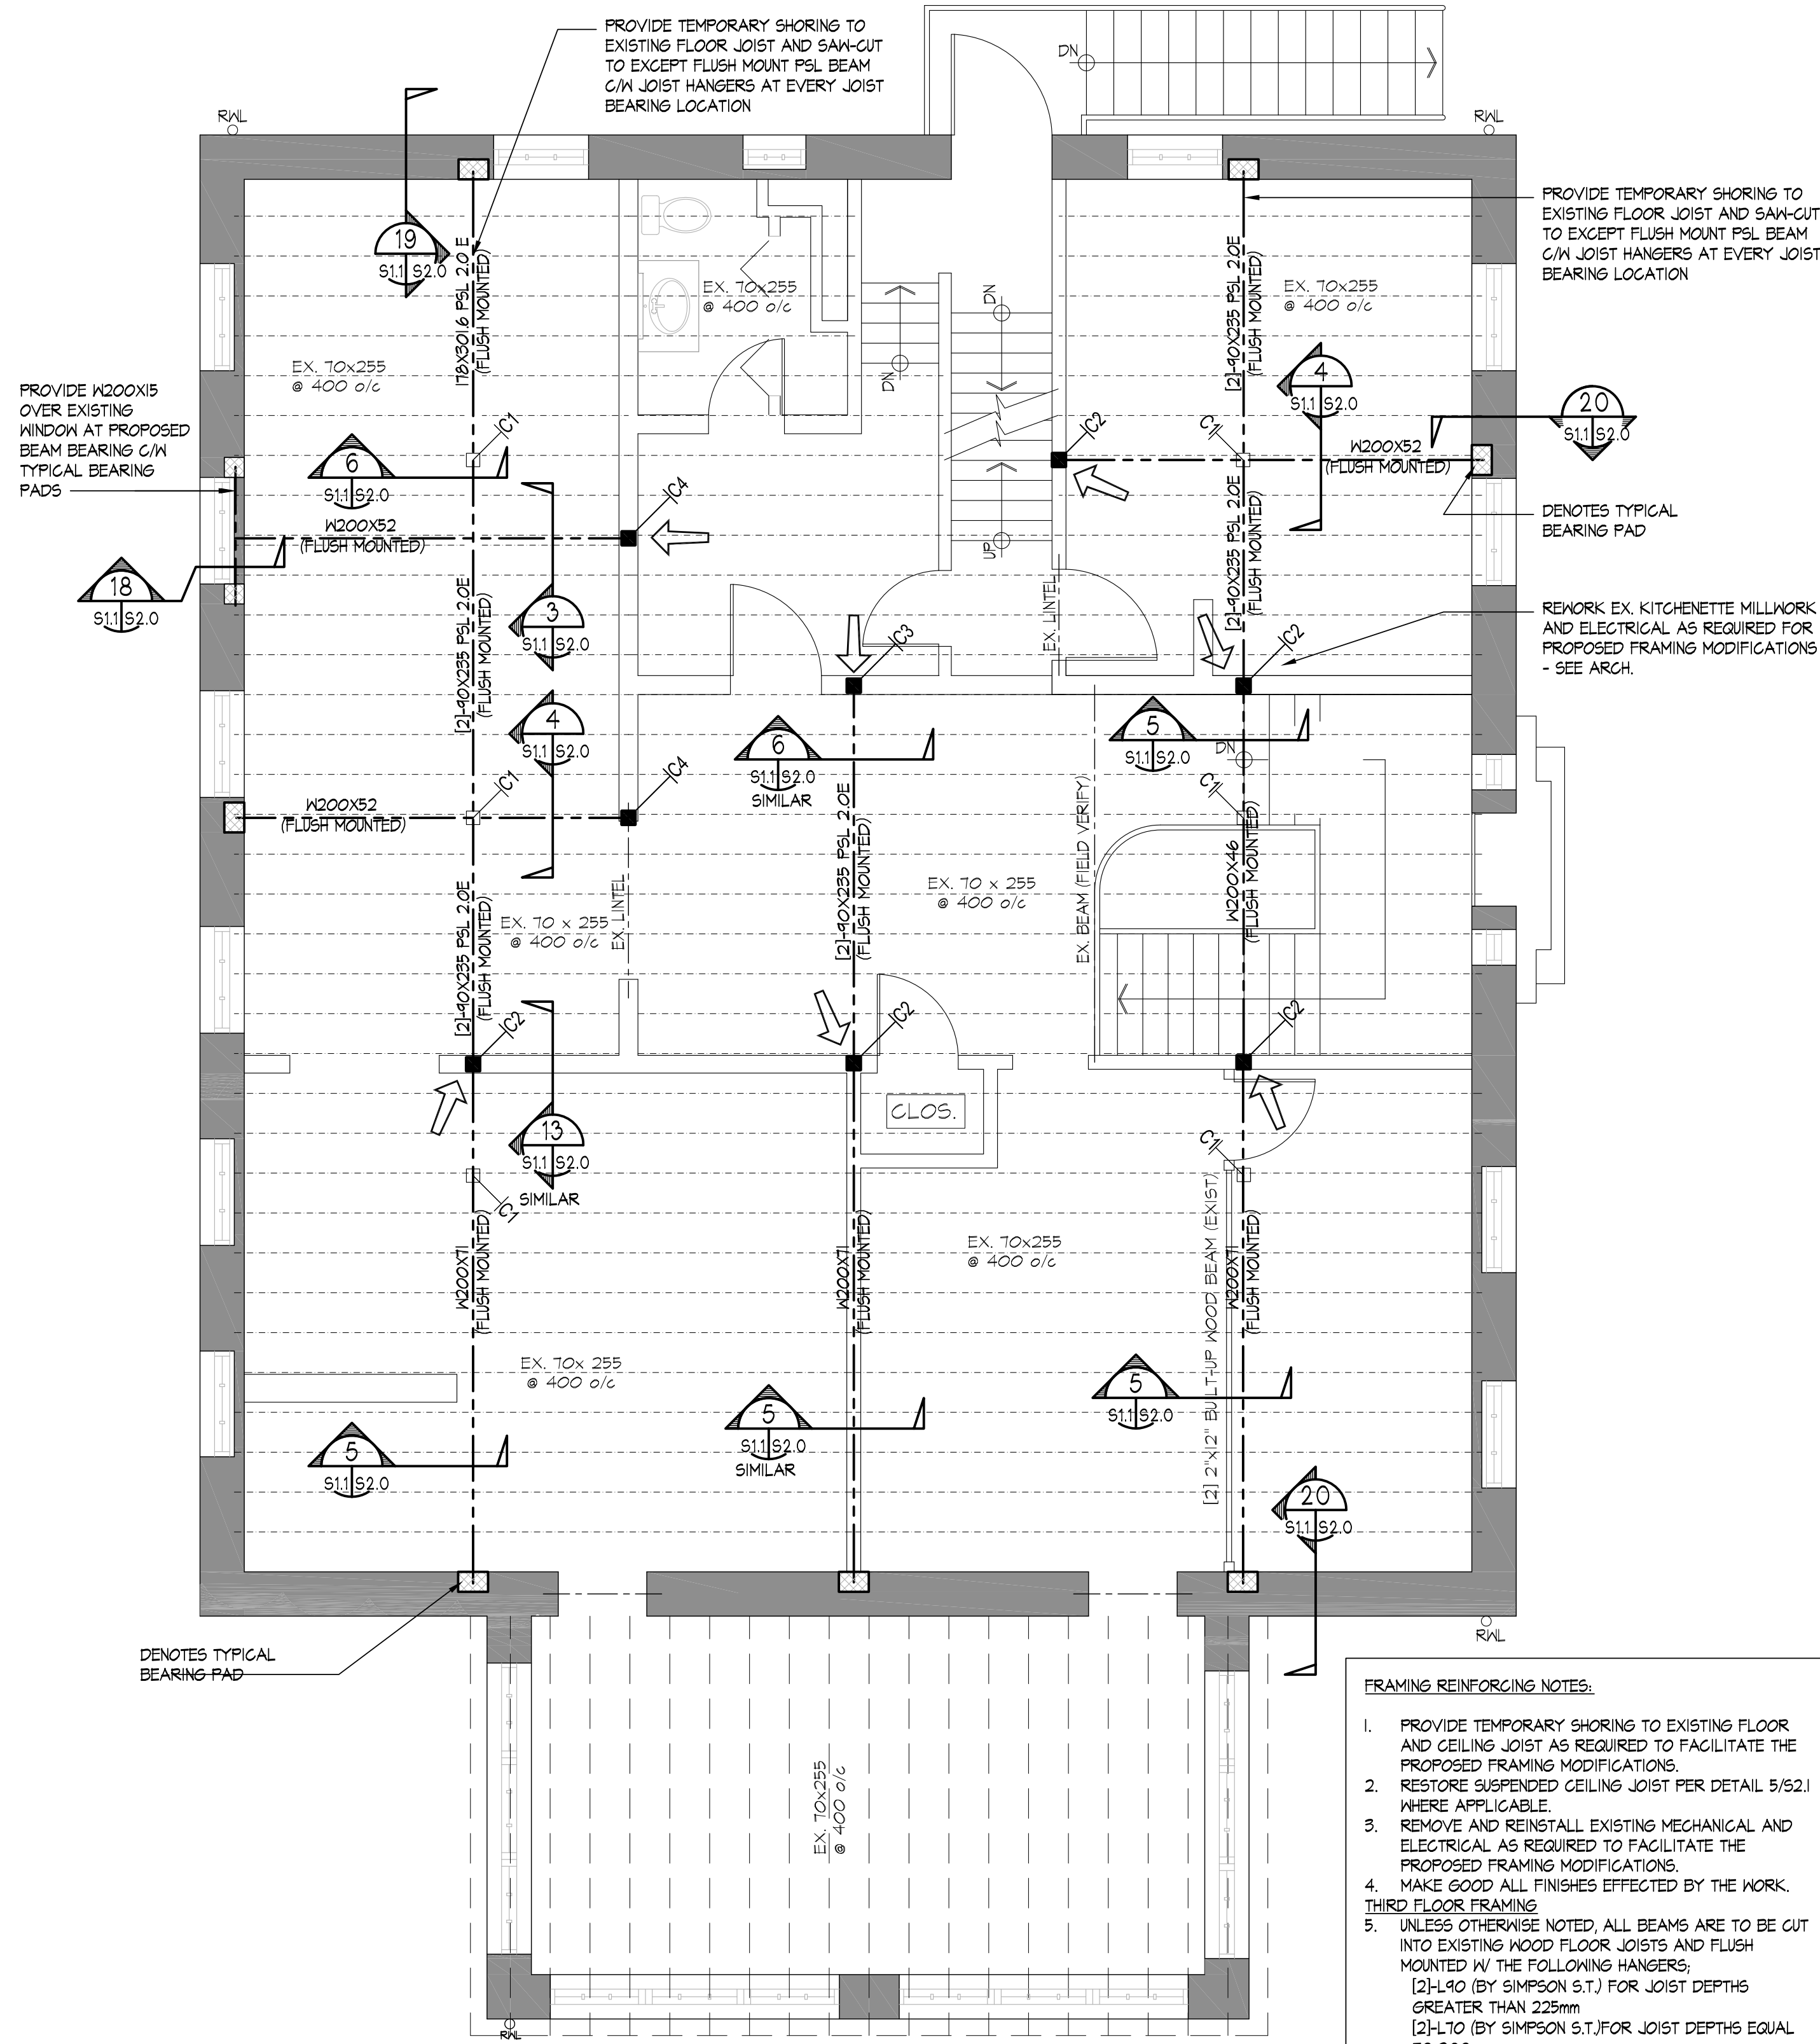 PROVIDE TEMPORARY SHORING TO
EXISTING FLOOR JOIST AND SAW-CUT
TO EXCEPT FLUSH MOUNT PSL BEAM
C/W JOIST HANGERS AT EVERY JOIST
BEARING LOCATION
DN
RWL
RWL
PROVIDE TEMPORARY SHORING TO
EXISTING FLOOR JOIST AND SAW-CUT
TO EXCEPT FLUSH MOUNT PSL BEAM
C/W JOIST HANGERS AT EVERY JOIST
BEARING LOCATION
19
S1.1 S2.0
178X301.6 PSL 2.0 E
(FLUSH MOUNTED)
EX. 70x255
@ 400 o/c
DN
DN
[2]-90X235 PSL 2.0E
(FLUSH MOUNTED)
EX. 70x255
@ 400 o/c
EX. 70x255
@ 400 o/c
4
S1.1 S2.0
20
S1.1 S2.0
PROVIDE W200X15
OVER EXISTING
WINDOW AT PROPOSED
BEAM BEARING C/W
TYPICAL BEARING
PADS
C1
C2
C1
W200X52
(FLUSH MOUNTED)
6
S1.1 S2.0
C4
W200X52
(FLUSH MOUNTED)
DENOTES TYPICAL
BEARING PAD
UP
[2]-90X235 PSL 2.0E
(FLUSH MOUNTED)
18
S1.1 S2.0
[2]-90X235 PSL 2.0E
(FLUSH MOUNTED)
3
S1.1 S2.0
EX. LINTEL
C3
C2
REWORK EX. KITCHENETTE MILLWORK
AND ELECTRICAL AS REQUIRED FOR
PROPOSED FRAMING MODIFICATIONS
- SEE ARCH.
4
S1.1 S2.0
6
S1.1 S2.0
SIMILAR
5
S1.1 S2.0
DN
C1
C4
C1
W200X52
(FLUSH MOUNTED)
[2]-90X235 PSL 2.0E
(FLUSH MOUNTED)
EX. BEAM (FIELD VERIFY)
W200X46
(FLUSH MOUNTED)
EX. 70 x 255
@ 400 o/c
EX. 70 x 255
@ 400 o/c
EX. LINTEL
[2]-90X235 PSL 2.0E
(FLUSH MOUNTED)
C2
C2
C2
CLOS.
13
S1.1 S2.0
SIMILAR
C1
C1
W200X71
(FLUSH MOUNTED)
W200X71
(FLUSH MOUNTED)
EX. 70x255
@ 400 o/c
[2] 2"x12" BUILT-UP WOOD BEAM (EXIST)
W200X71
(FLUSH MOUNTED)
EX. 70x 255
@ 400 o/c
5
S1.1 S2.0
5
S1.1 S2.0
SIMILAR
5
S1.1 S2.0
20
S1.1 S2.0
DENOTES TYPICAL
BEARING PAD
RWL
EX. 70x255
@ 400 o/c
RWL
FRAMING REINFORCING NOTES:
1. PROVIDE TEMPORARY SHORING TO EXISTING FLOOR
AND CEILING JOIST AS REQUIRED TO FACILITATE THE
PROPOSED FRAMING MODIFICATIONS.
2. RESTORE SUSPENDED CEILING JOIST PER DETAIL 5/S2.1
WHERE APPLICABLE.
3. REMOVE AND REINSTALL EXISTING MECHANICAL AND
ELECTRICAL AS REQUIRED TO FACILITATE THE
PROPOSED FRAMING MODIFICATIONS.
4. MAKE GOOD ALL FINISHES EFFECTED BY THE WORK.
THIRD FLOOR FRAMING
5. UNLESS OTHERWISE NOTED, ALL BEAMS ARE TO BE CUT
INTO EXISTING WOOD FLOOR JOISTS AND FLUSH
MOUNTED W/ THE FOLLOWING HANGERS;
[2]-L90 (BY SIMPSON S.T.) FOR JOIST DEPTHS
GREATER THAN 225mm
[2]-L70 (BY SIMPSON S.T.)FOR JOIST DEPTHS EQUAL